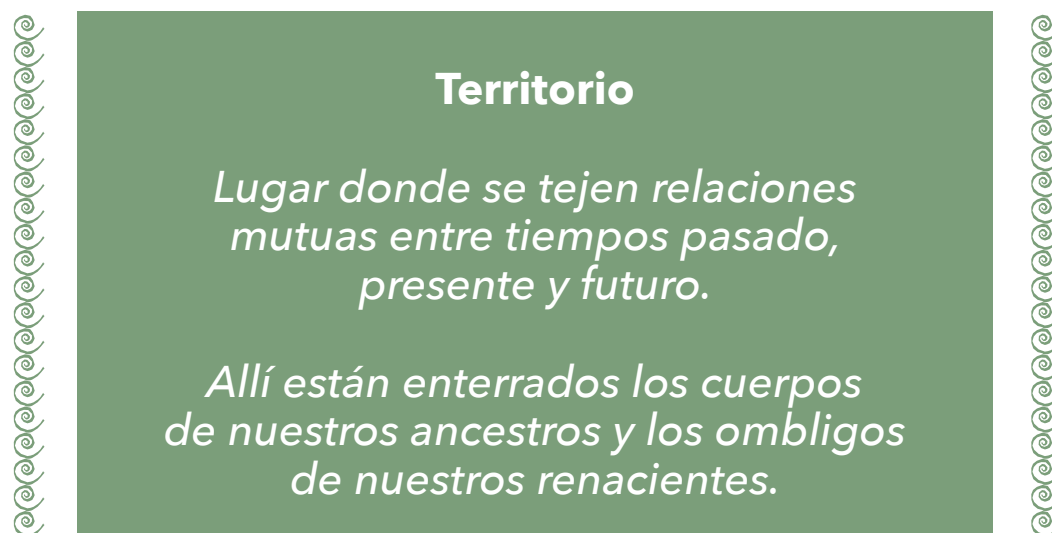 Territorio
Lugar donde se tejen relaciones
mutuas entre tiempos pasado,
presente y futuro.
Allí están enterrados los cuerpos
de nuestros ancestros y los ombligos
de nuestros renacientes.